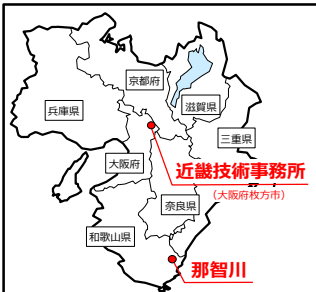 京都府
兵庫県
滋賀県
三重県
大阪府
近畿技術事務所
（大阪府枚方市）
奈良県
和歌山県
那智川